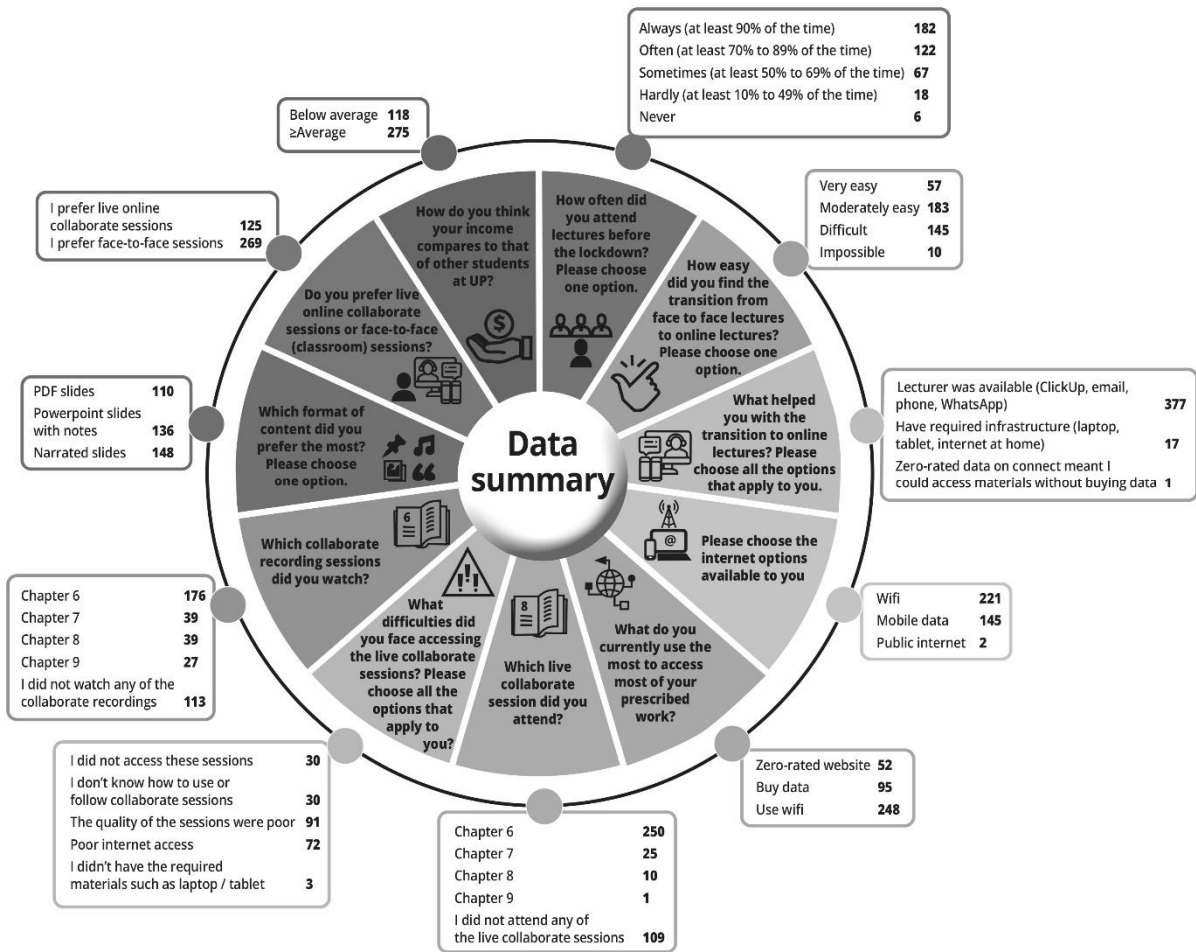 Always (at least 90% of the time) 182
Often (at least 70% to 89% of the time) 122
Sometimes (at least 50% to 69% of the time) 67
Hardly (at least 10% to 49% of the time) 18
Never 6
Below average 118
≥Average 275
Very easy 57
Moderately easy 183
Difficult 145
Impossible 10
I prefer live online
collaborate sessions 125
I prefer face-to-face sessions 269
How do you think
your income
compares to that
of other students
at UP?
$
How often did
you attend
lectures before
the lockdown?
Please choose
one option.
How easy
did you find the
transition from
face to face lectures
to online lectures?
Please choose one
option.
Do you prefer live
online collaborate
sessions or face-to-face
(classroom) sessions?
PDF slides 110
Powerpoint slides
with notes 136
Narrated slides 148
Which format of
content did you
prefer the most?
Please choose
one option.
Data
summary
What helped
you with the
transition to online
lectures? Please
choose all the options
that apply to you.
Lecturer was available (ClickUp, email,
phone, WhatsApp) 377
Have required infrastructure (laptop,
tablet, internet at home) 17
Zero-rated data on connect meant I
could access materials without buying data 1
Which collaborate
recording sessions
did you watch?
6
@
Please choose the
internet options
available to you
Chapter 6 176
Chapter 7 39
Chapter 8 39
Chapter 9 27
I did not watch any of the
collaborate recordings 113
What
difficulties did
you face accessing
the live collaborate
sessions? Please
choose all the
options that
apply to
you?
8
Which live
collaborate
session did you
attend?
What do you
currently use the
most to access
most of your
prescribed
work?
Wifi 221
Mobile data 145
Public internet 2
I did not access these sessions 30
I don't know how to use or
follow collaborate sessions 30
The quality of the sessions were poor 91
Poor internet access 72
I didn't have the required
materials such as laptop / tablet 3
Chapter 6 250
Chapter 7 25
Chapter 8 10
Chapter 9 1
I did not attend any of
the live collaborate sessions 109
Zero-rated website 52
Buy data 95
Use wifi 248